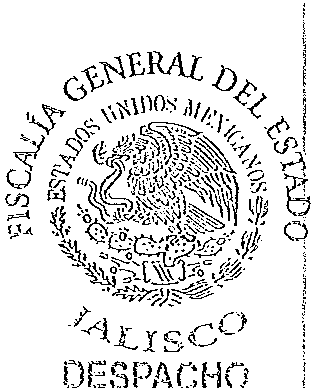 FISCALÍA GENERAL DEL ESTADO
ESTADOS UNIDOS MEXICANOS
JALISCO
DESPACHO